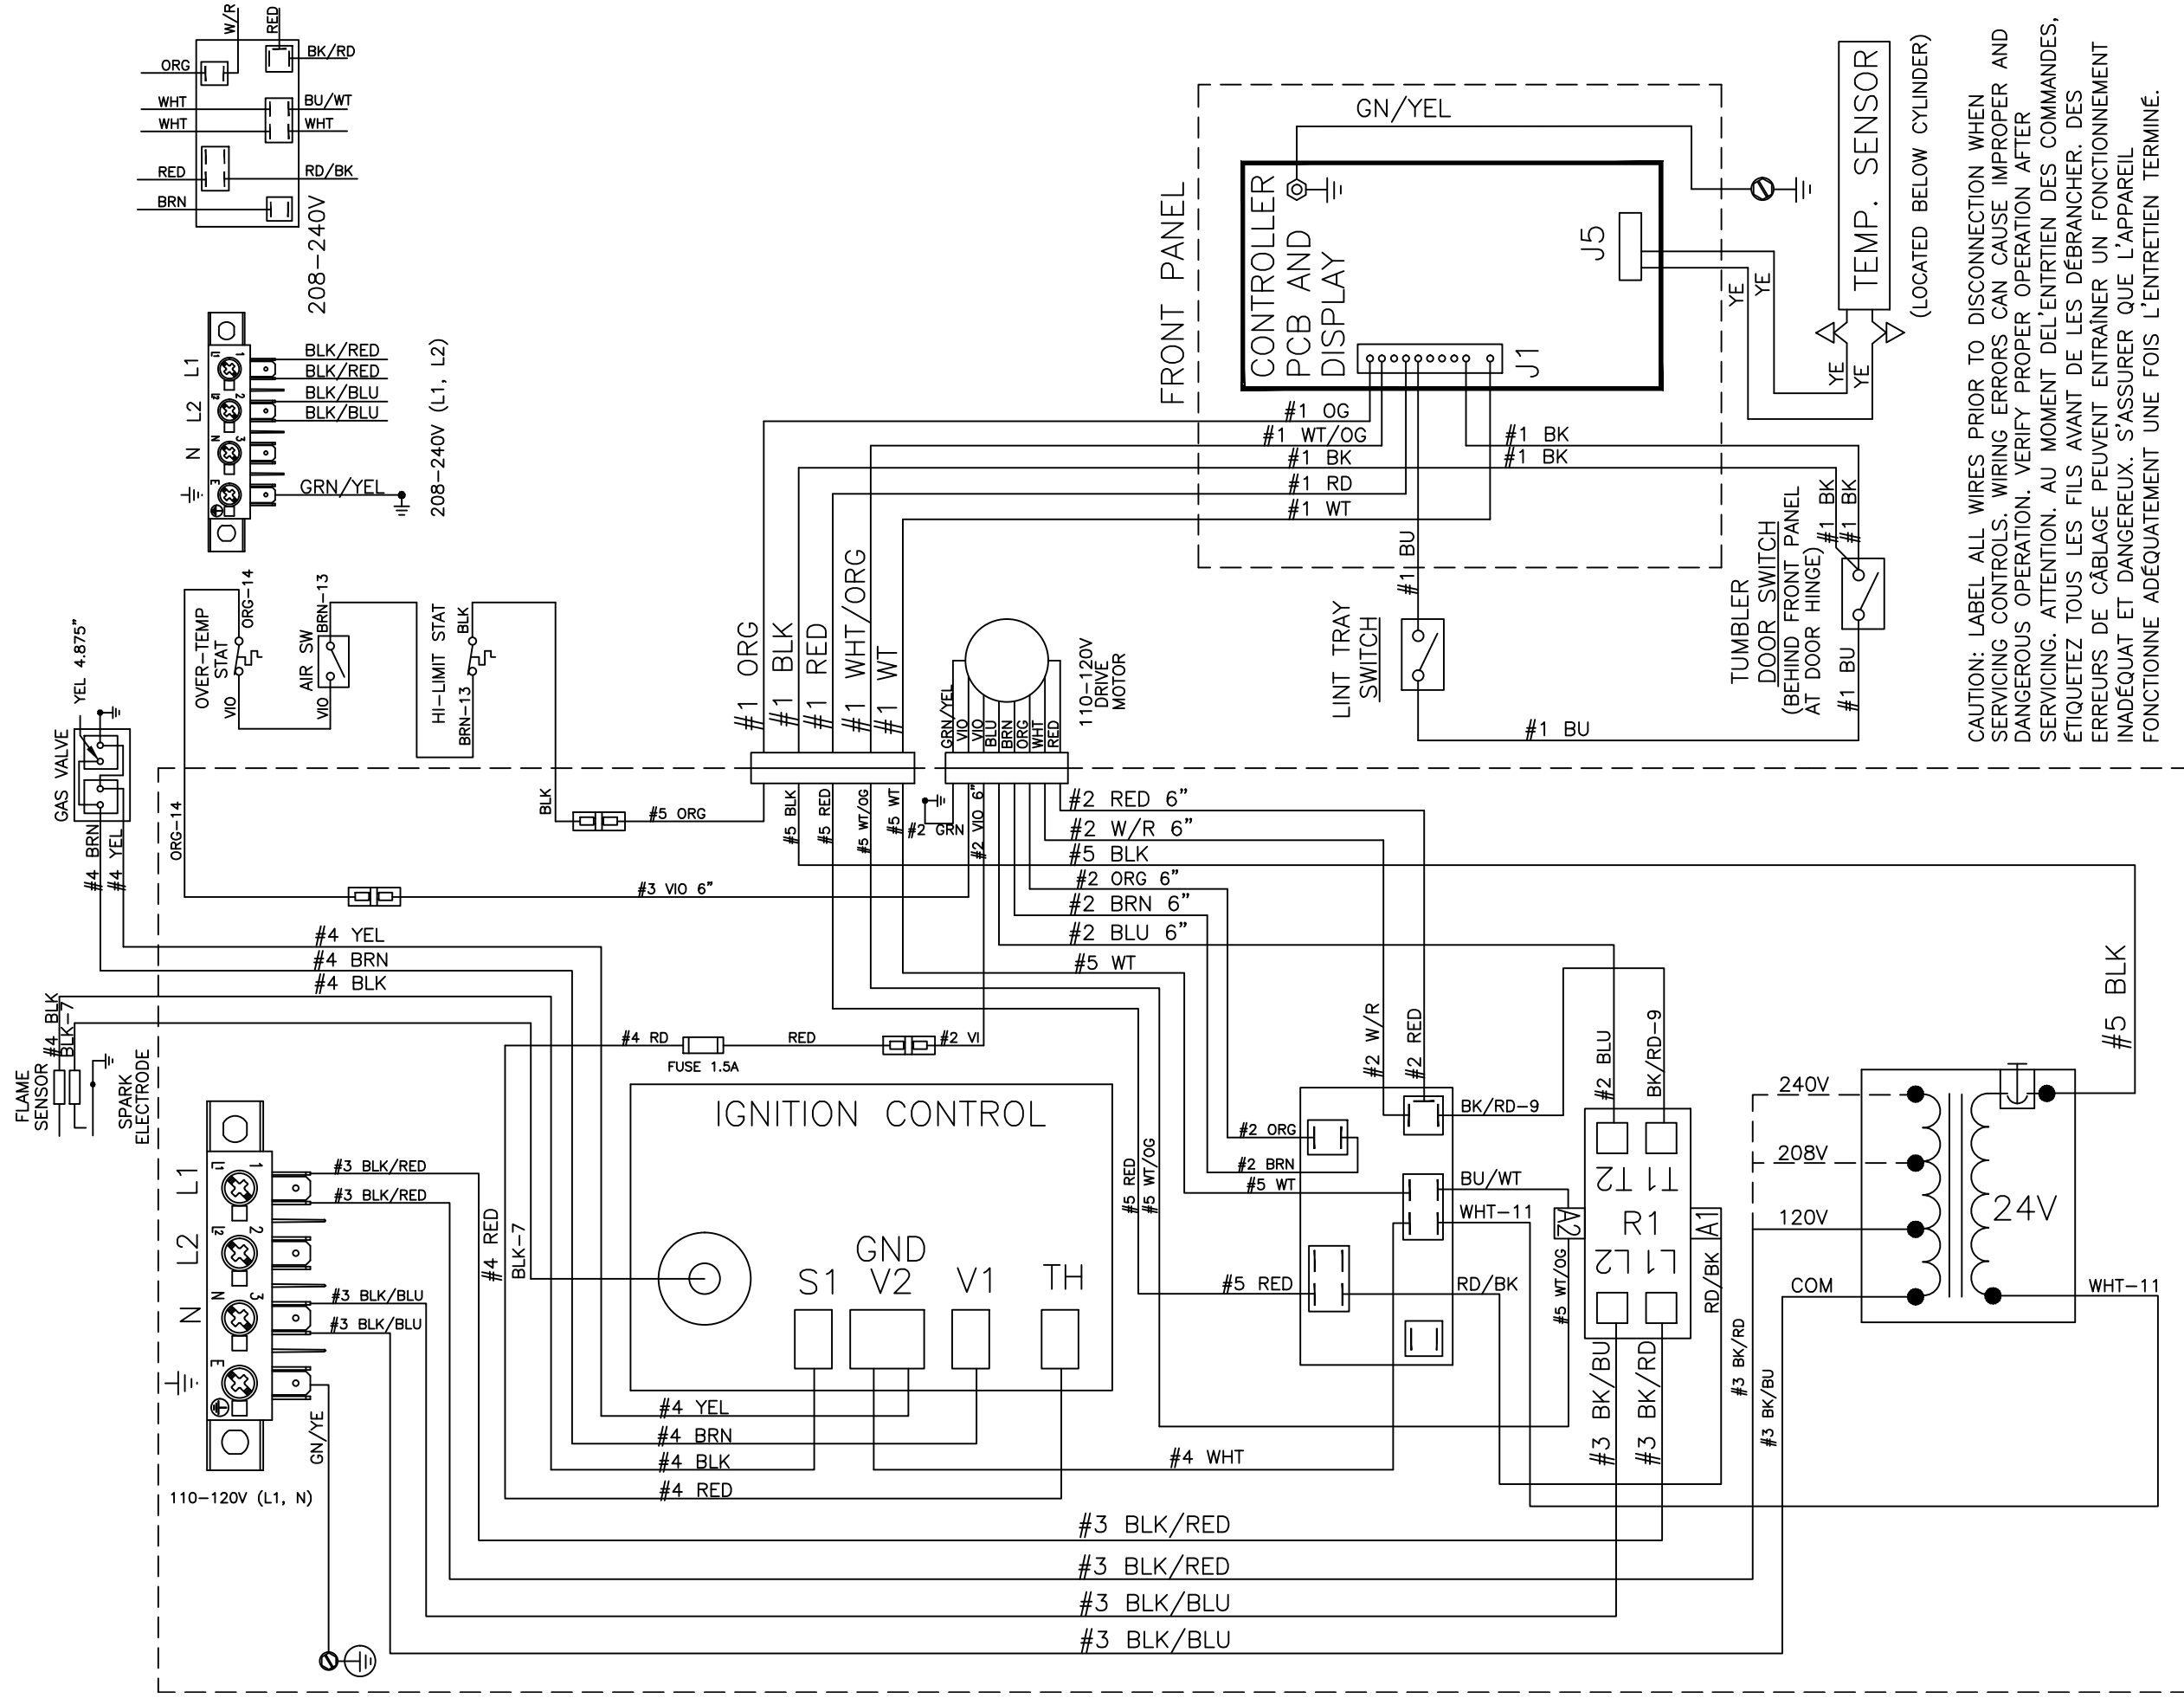 W/R
RED
ORG
BK/RD
WHT
BU/WT
WHT
WHT
RED
RD/BK
BRN
208-240V
L1
L2
N
L1
1
L2
2
N
3
E
BLK/RED
BLK/RED
BLK/BLU
BLK/BLU
GRN/YEL
208-240V (L1, L2)
FRONT PANEL
GN/YEL
CONTROLLER
PCB AND
DISPLAY
J5
J1
YE
YE
YE
YE
TEMP. SENSOR
(LOCATED BELOW CYLINDER)
CAUTION: LABEL ALL WIRES PRIOR TO DISCONNECTION WHEN
SERVICING CONTROLS. WIRING ERRORS CAN CAUSE IMPROPER AND
DANGEROUS OPERATION. VERIFY PROPER OPERATION AFTER
SERVICING. ATTENTION. AU MOMENT DEL'ENTRTIEN DES COMMANDES,
ÉTIQUETEZ TOUS LES FILS AVANT DE LES DÉBRANCHER. DES
ERREURS DE CÂBLAGE PEUVENT ENTRAÎNER UN FONCTIONNEMENT
INADÉQUAT ET DANGEREUX. S'ASSURER QUE L'APPAREIL
FONCTIONNE ADÉQUATEMENT UNE FOIS L'ENTRETIEN TERMINÉ.
#1 OG
#1 WT/OG
#1 BK
#1 RD
#1 WT
#1 BK
#1 BK
#1 BK
#1 BK
#1 BU
LINT TRAY
SWITCH
TUMBLER
DOOR SWITCH
(BEHIND FRONT PANEL
AT DOOR HINGE)
#1 BU
#1 BU
OVER-TEMP
STAT
ORG-14
VIO
AIR SW
BRN-13
VIO
HI-LIMIT STAT
BLK
BRN-13
#1 ORG
#1 BLK
#1 RED
#1 WHT/ORG
#1 WT
GRN/YEL
VIO
VIO
BLU
BRN
ORG
WHT
RED
110-120V
DRIVE
MOTOR
GAS VALVE
YEL 4.875"
#4 BRN
#4 YEL
ORG-14
BLK
#5 ORG
#5 BLK
#5 RED
#5 WT/OG
#5 WT
#2 GRN
#2 VIO 6"
#2 RED 6"
#2 W/R 6"
#5 BLK
#2 ORG 6"
#2 BRN 6"
#2 BLU 6"
#5 WT
#3 VIO 6"
#4 YEL
#4 BRN
#4 BLK
#4 BLK
BLK-7
FLAME
SENSOR
SPARK
ELECTRODE
#4 RD
FUSE 1.5A
RED
#2 VI
IGNITION CONTROL
S1
GND
V2
V1
TH
#4 RED
BLK-7
#4 YEL
#4 BRN
#4 BLK
#4 RED
#4 WHT
L1
L2
N
L1
1
L2
2
N
3
E
#3 BLK/RED
#3 BLK/RED
#3 BLK/BLU
#3 BLK/BLU
GN/YE
110-120V (L1, N)
#5 RED
#5 WT/OG
#2 W/R
#2 RED
#2 ORG
#2 BRN
#5 WT
#5 RED
BK/RD-9
BU/WT
WHT-11
RD/BK
#2 BLU
BK/RD-9
T2
T1
A2
R1
A1
L2
L1
#5 WT/OG
RD/BK
#3 BK/BU
#3 BK/RD
#3 BK/RD
#3 BK/BU
240V
208V
120V
COM
24V
#5 BLK
WHT-11
#3 BLK/RED
#3 BLK/RED
#3 BLK/BLU
#3 BLK/BLU